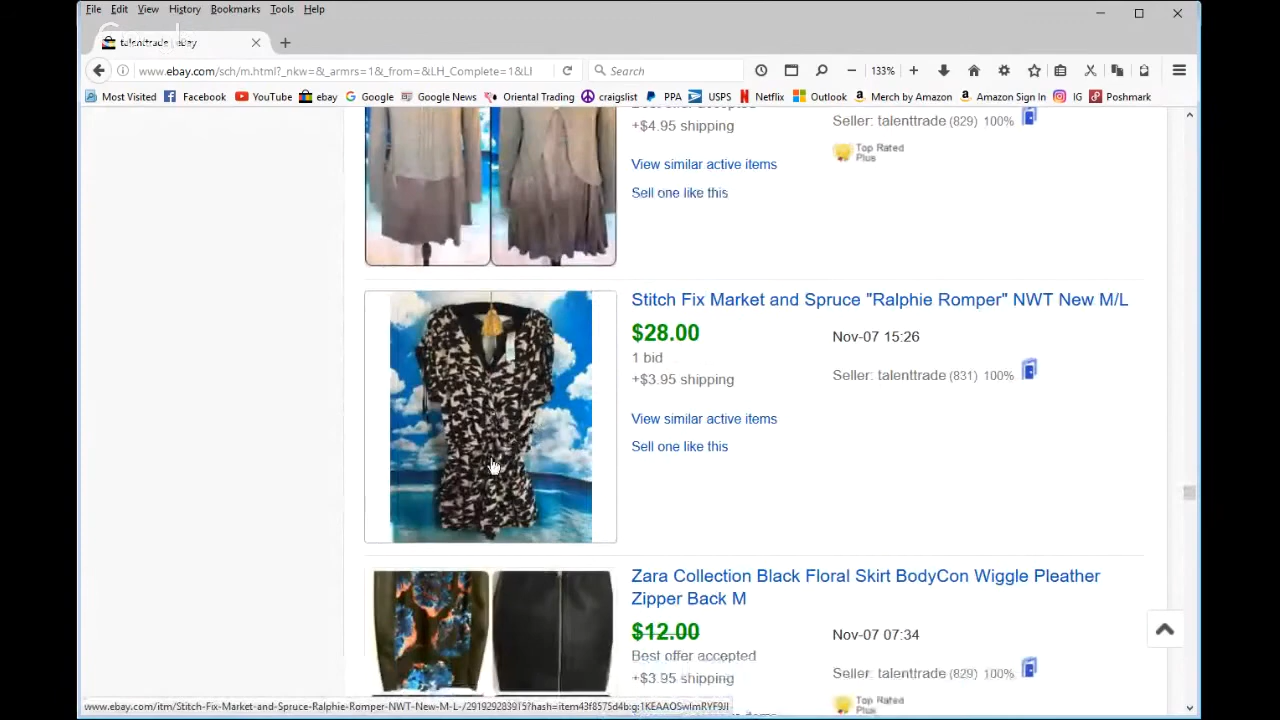 File Edit View History Bookmarks Tools Help
talenttrade | eBay
www.ebay.com/sch/m.html?_nkw=&_armrs=1&_from=&LH_Complete=1&LI
Search
133%
Most Visited Facebook YouTube ebay Google Google News Oriental Trading craigslist PPA USPS Netflix Outlook Merch by Amazon Amazon Sign In IG Poshmark
Best offer accepted
+$4.95 shipping
Seller: talenttrade (829) 100%
Top Rated
Plus
View similar active items
Sell one like this
Stitch Fix Market and Spruce "Ralphie Romper" NWT New M/L
$28.00
Nov-07 15:26
1 bid
+$3.95 shipping
Seller: talenttrade (831) 100%
View similar active items
Sell one like this
Zara Collection Black Floral Skirt BodyCon Wiggle Pleather
Zipper Back M
$12.00
Nov-07 07:34
Best offer accepted
+$3.95 shipping
Seller: talenttrade (829) 100%
Top Rated
Plus